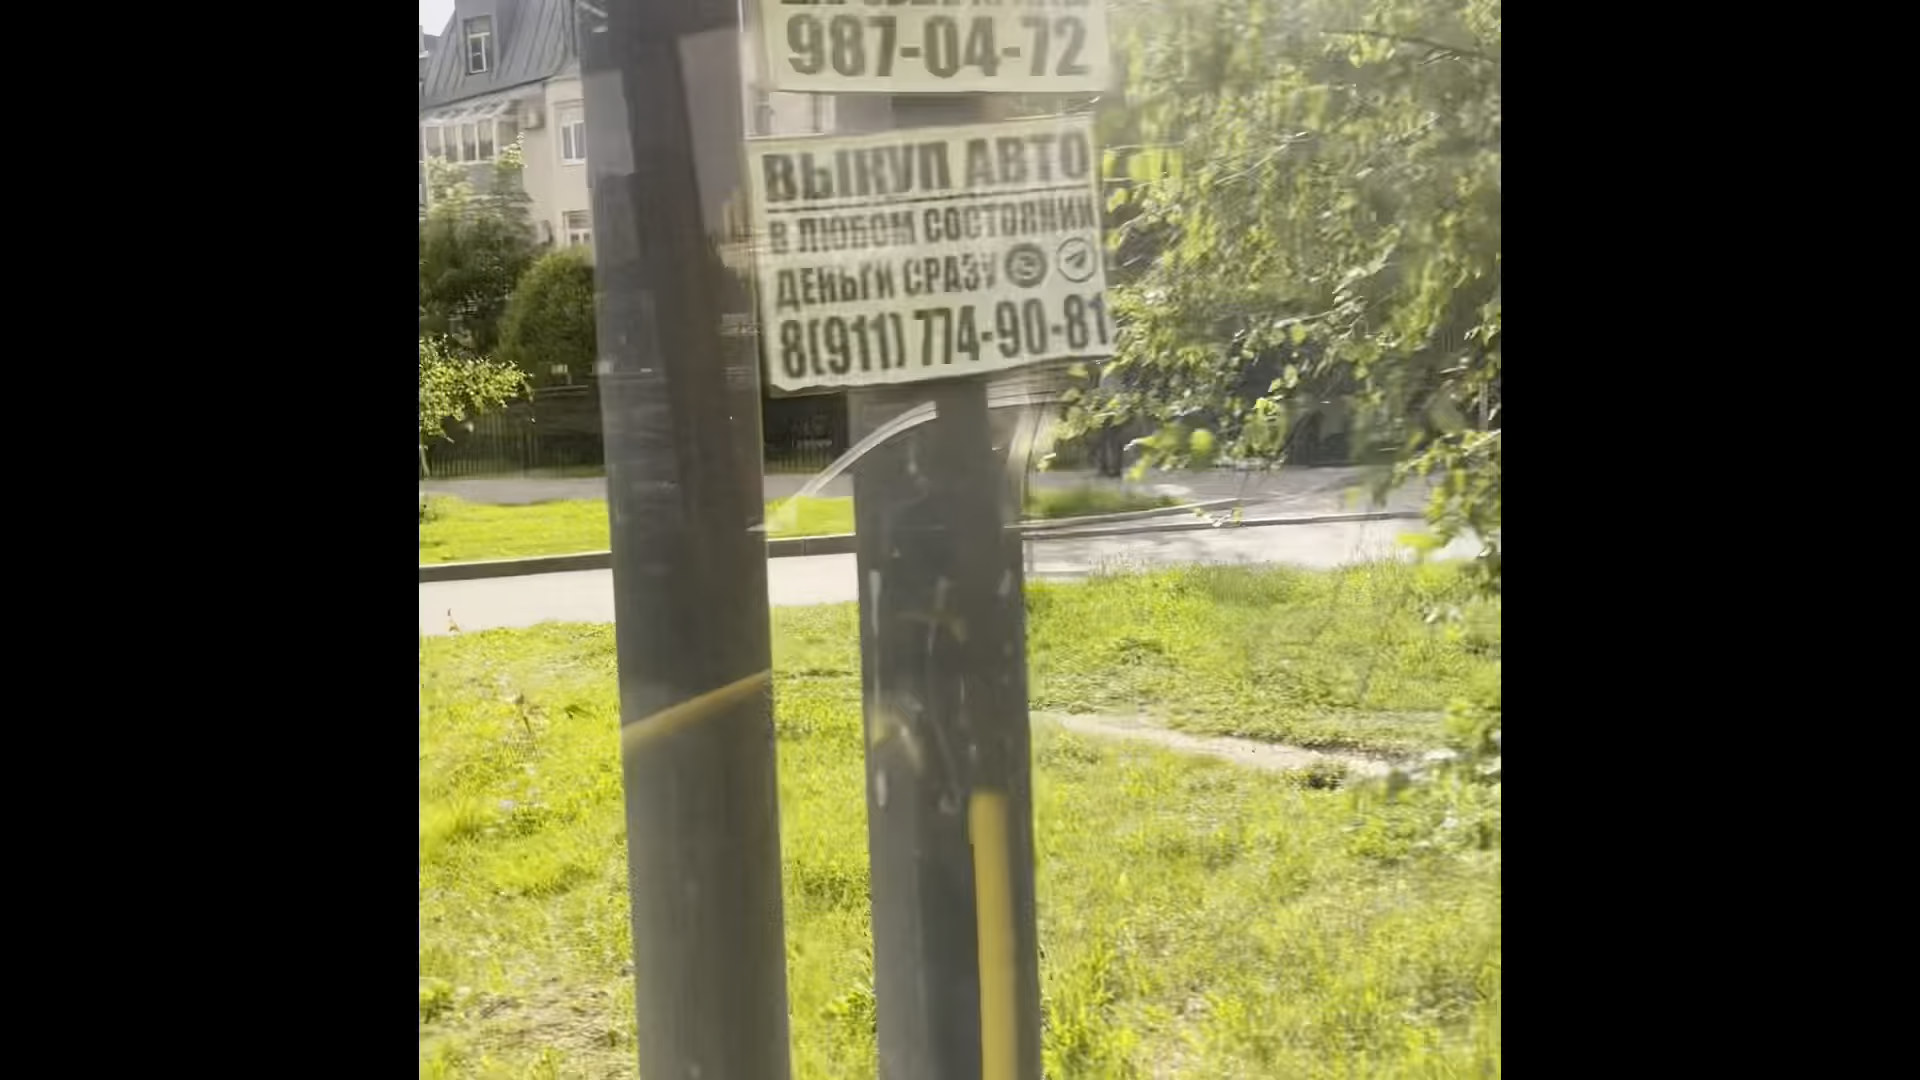 987-04-72
ВЫКУП АВТО
В ЛЮБОМ СОСТОЯНИИ
ДЕНЬГИ СРАЗУ
8(911) 774-90-81